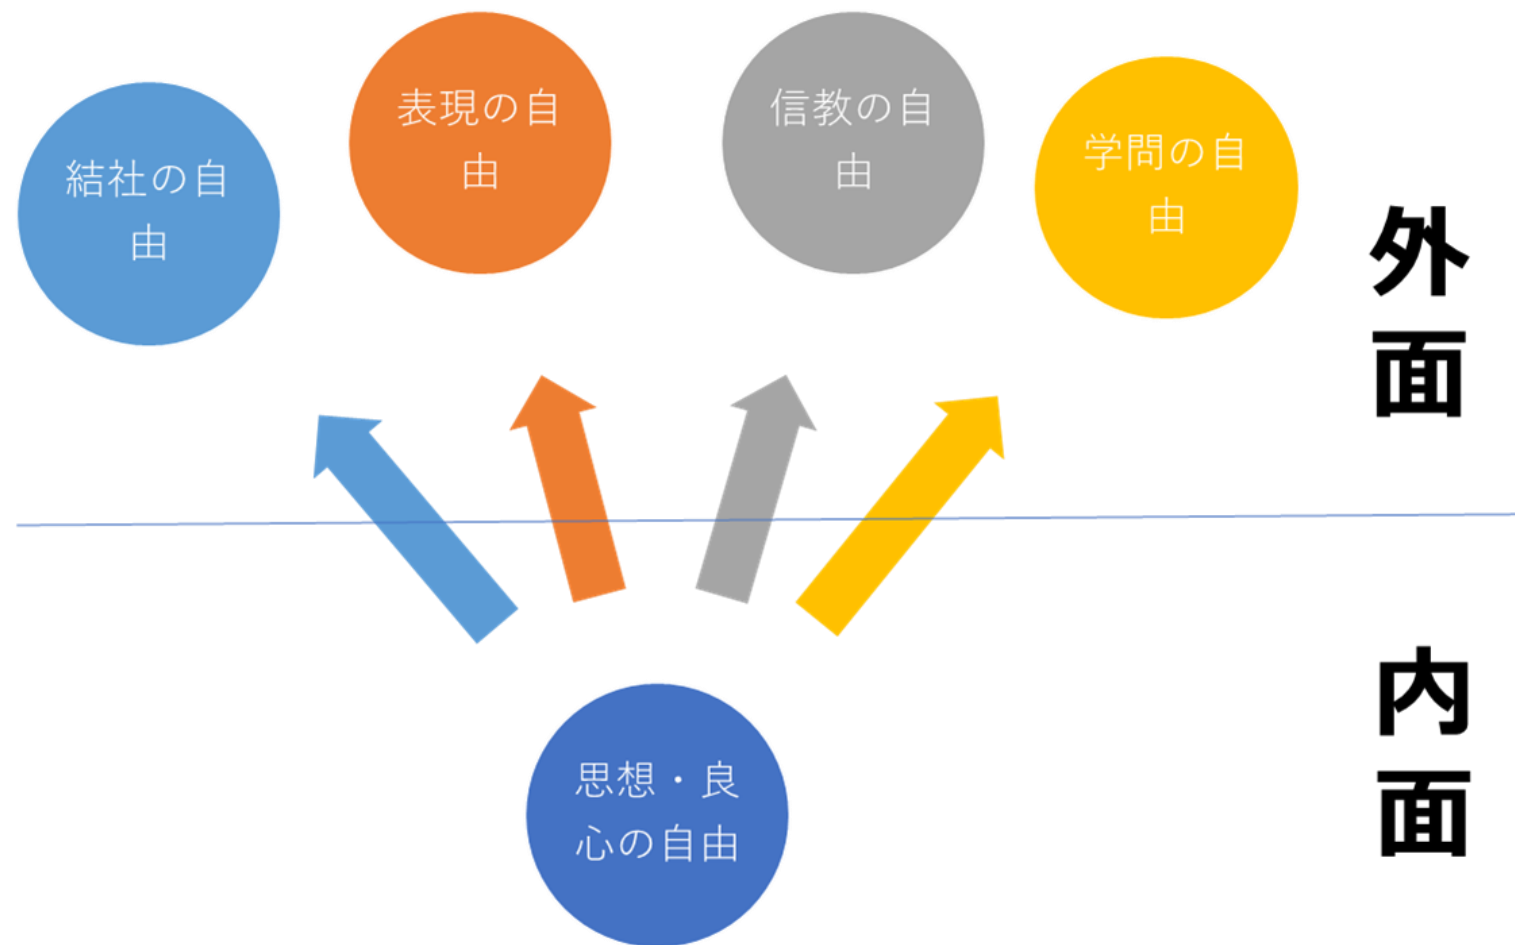 結社の自
由
表現の自
由
信教の自
由
学問の自
由
外
面
思想・良
心の自由
内
面